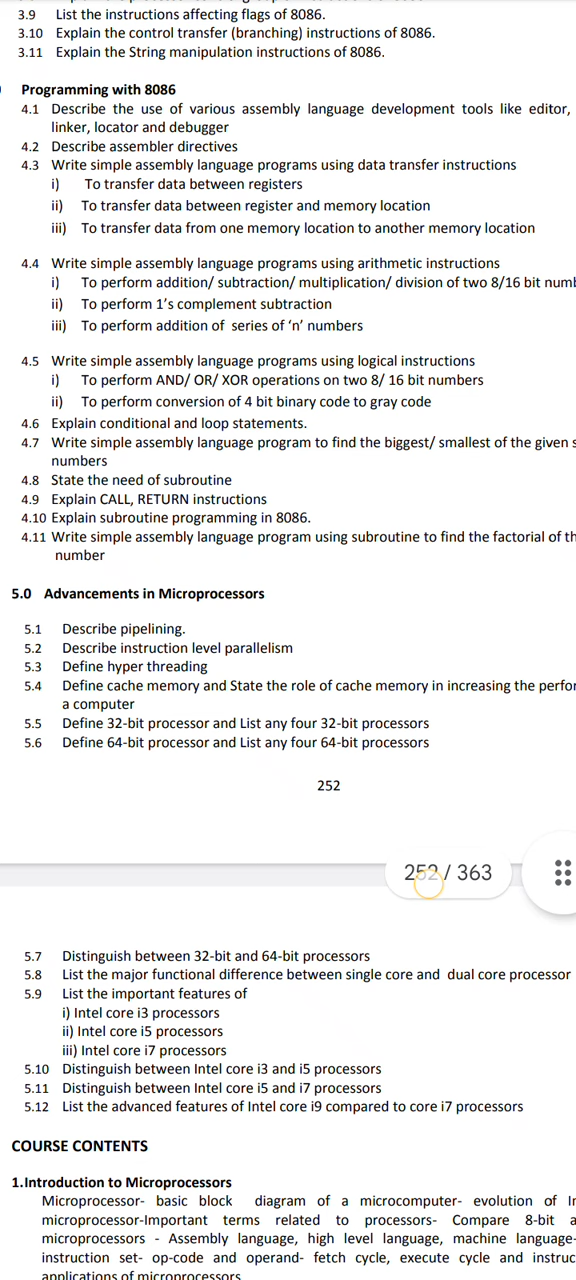 3.9 List the instructions affecting flags of 8086.
3.10 Explain the control transfer (branching) instructions of 8086.
3.11 Explain the String manipulation instructions of 8086.
Programming with 8086
4.1 Describe the use of various assembly language development tools like editor,
linker, locator and debugger
4.2 Describe assembler directives
4.3 Write simple assembly language programs using data transfer instructions
i) To transfer data between registers
ii) To transfer data between register and memory location
iii) To transfer data from one memory location to another memory location
4.4 Write simple assembly language programs using arithmetic instructions
i) To perform addition/ subtraction/ multiplication/ division of two 8/16 bit
ii) To perform 1's complement subtraction
iii) To perform addition of series of 'n' numbers
4.5 Write simple assembly language programs using logical instructions
i) To perform AND/ OR/ XOR operations on two 8/ 16 bit numbers
ii) To perform conversion of 4 bit binary code to gray code
4.6 Explain conditional and loop statements.
4.7 Write simple assembly language program to find the biggest/ smallest of the given
numbers
4.8 State the need of subroutine
4.9 Explain CALL, RETURN instructions
4.10 Explain subroutine programming in 8086.
4.11 Write simple assembly language program using subroutine to find the factorial of
number
5.0 Advancements in Microprocessors
5.1 Describe pipelining.
5.2 Describe instruction level parallelism
5.3 Define hyper threading
5.4 Define cache memory and State the role of cache memory in increasing the
a computer
5.5 Define 32-bit processor and List any four 32-bit processors
5.6 Define 64-bit processor and List any four 64-bit processors
252
252 / 363
5.7 Distinguish between 32-bit and 64-bit processors
5.8 List the major functional difference between single core and dual core processor
5.9 List the important features of
i) Intel core i3 processors
ii) Intel core i5 processors
iii) Intel core i7 processors
5.10 Distinguish between Intel core i3 and i5 processors
5.11 Distinguish between Intel core i5 and i7 processors
5.12 List the advanced features of Intel core i9 compared to core i7 processors
COURSE CONTENTS
1.Introduction to Microprocessors
Microprocessor- basic block diagram of a microcomputer- evolution of
microprocessor-Important terms related to processors- Compare 8-bit
microprocessors - Assembly language, high level language, machine language-
instruction set- op-code and operand- fetch cycle, execute cycle and
applications of microprocessors